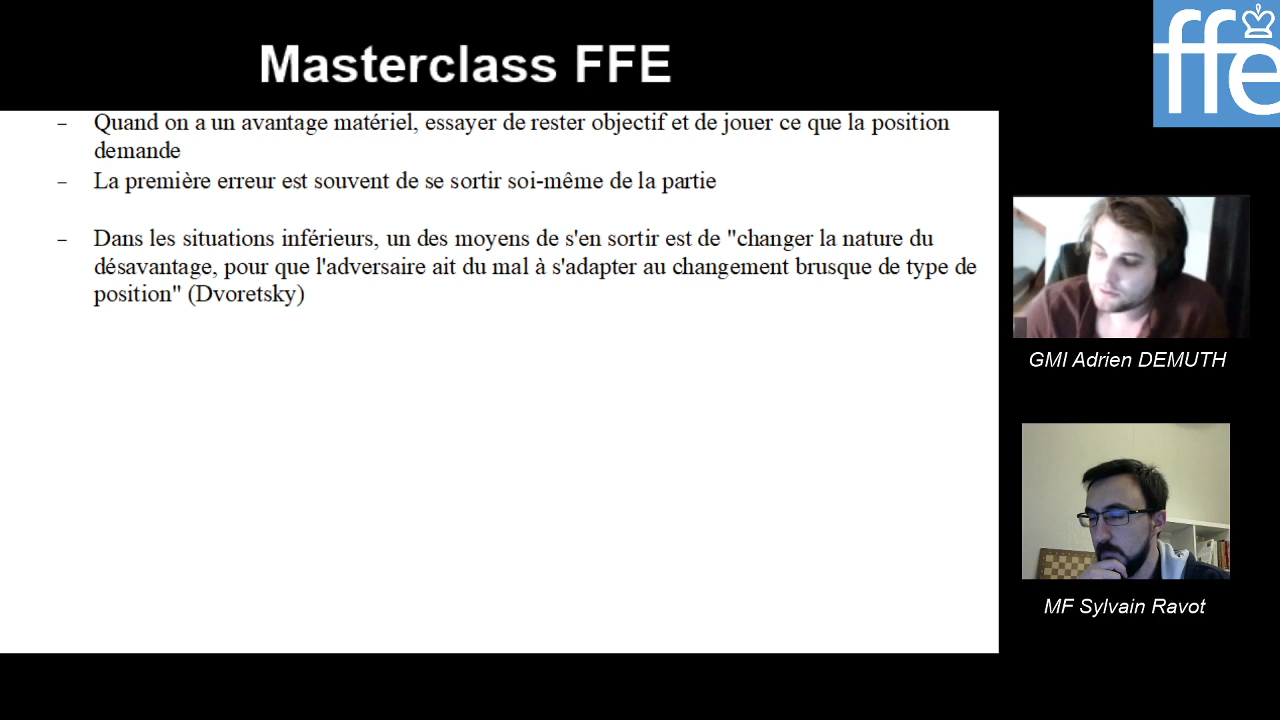 Masterclass FFE
ffe
– Quand on a un avantage matériel, essayer de rester objectif et de jouer ce que la position
demande
– La première erreur est souvent de se sortir soi-même de la partie
– Dans les situations inférieurs, un des moyens de s'en sortir est de "changer la nature du
désavantage, pour que l'adversaire ait du mal à s'adapter au changement brusque de type de
position" (Dvoretsky)
GMI Adrien DEMUTH
MF Sylvain Ravot